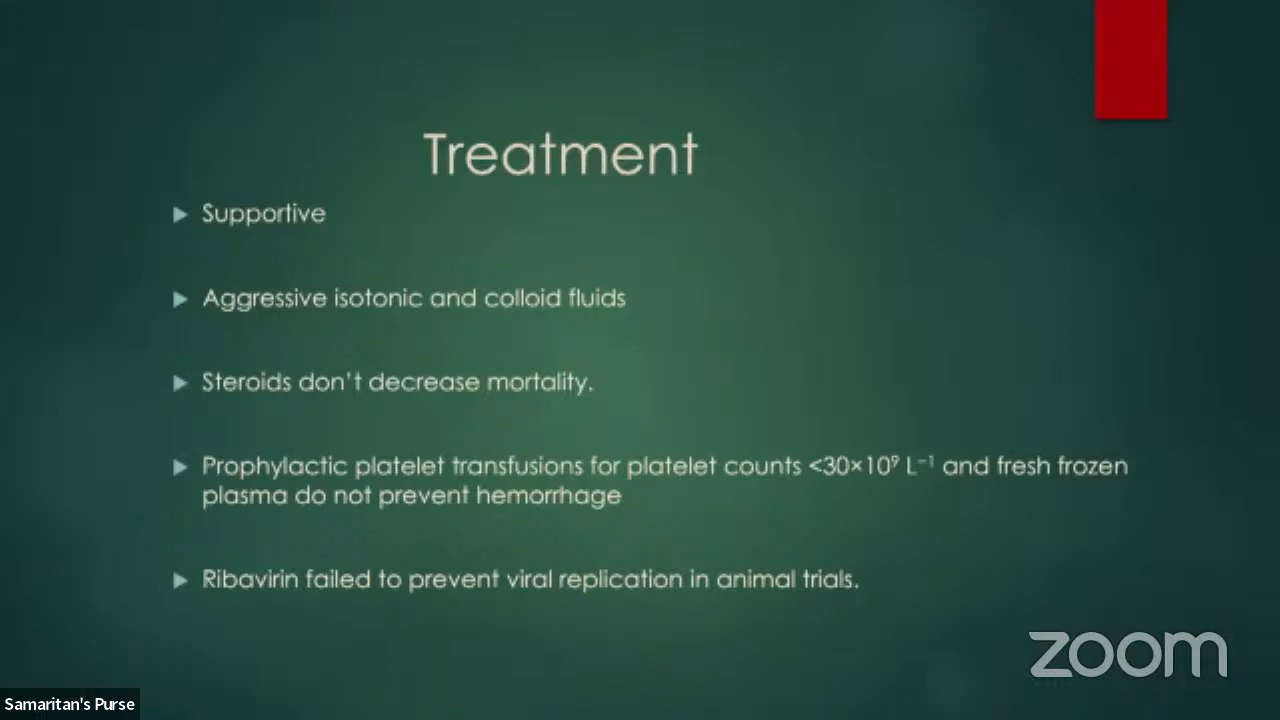 Treatment
Supportive
Aggressive isotonic and colloid fluids
Steroids don't decrease mortality.
Prophylactic platelet transfusions for platelet counts <30×10⁹ L⁻¹ and fresh frozen
plasma do not prevent hemorrhage
Ribavirin failed to prevent viral replication in animal trials.
zoom
Samaritan's Purse